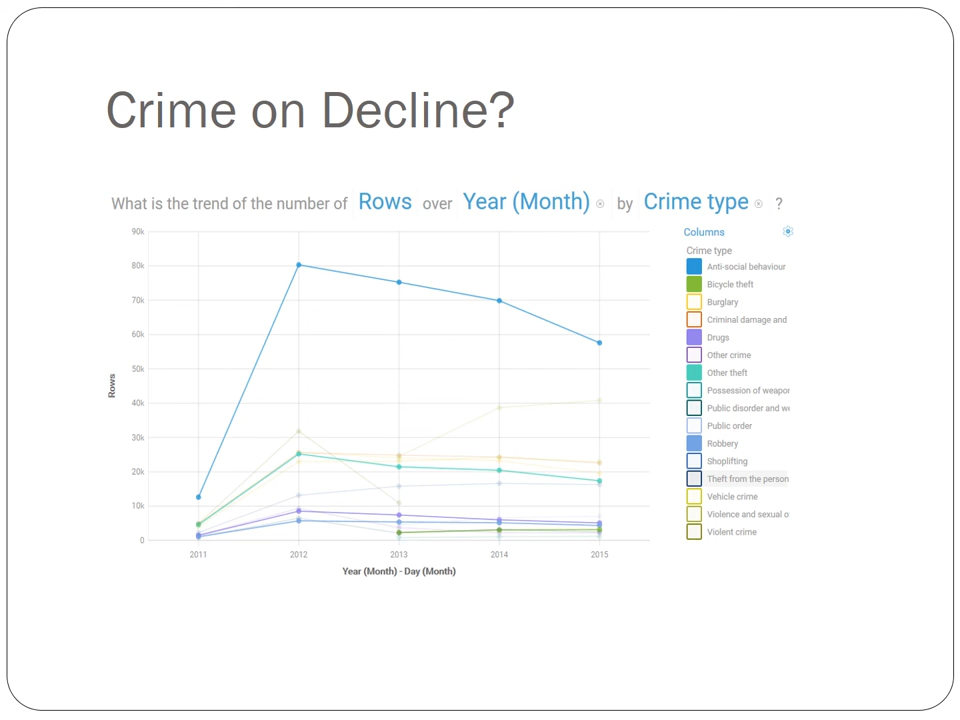 Crime on Decline?
What is the trend of the number of Rows over Year (Month) by Crime type ?
90k
80k
70k
60k
50k
40k
30k
20k
10k
0
Rows
2011 2012 2013 2014 2015
Year (Month) - Day (Month)
Columns
Crime type
Anti-social behaviour
Bicycle theft
Burglary
Criminal damage and
Drugs
Other crime
Other theft
Possession of weapor
Public disorder and we
Public order
Robbery
Shoplifting
Theft from the person
Vehicle crime
Violence and sexual o
Violent crime